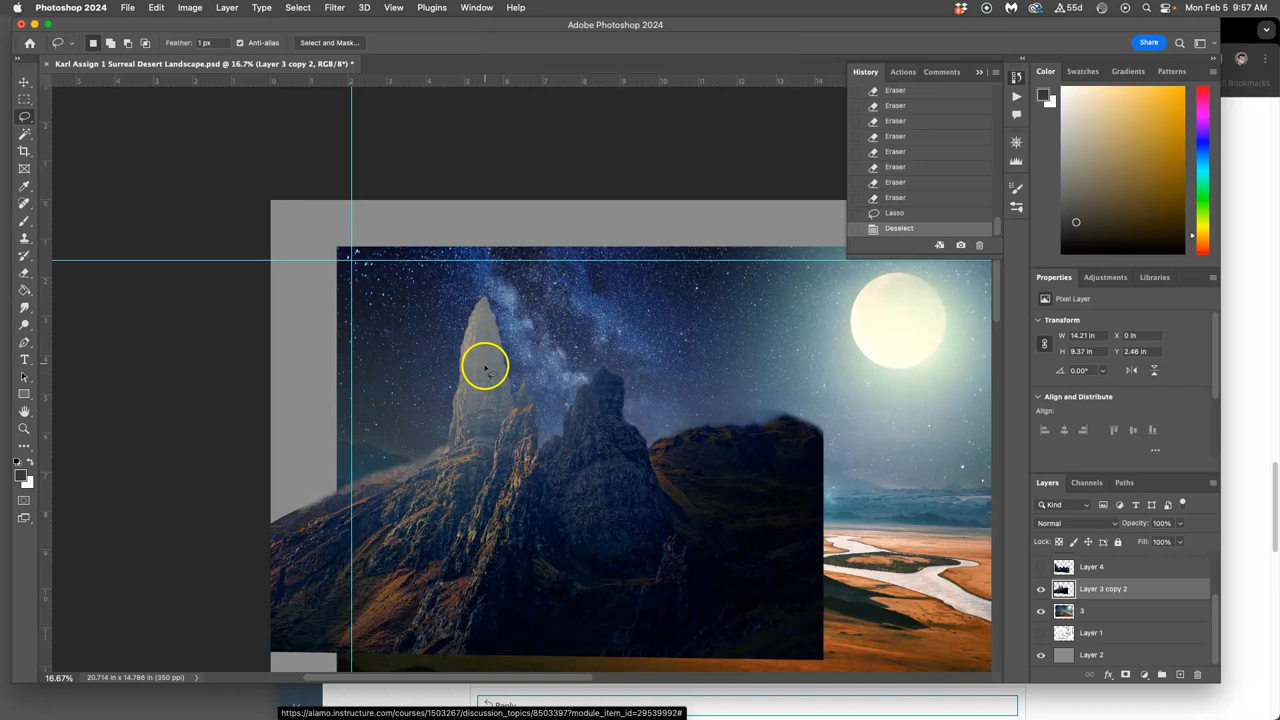 Photoshop 2024 File Edit Image Layer Type Select Filter 3D View Plugins Window Help 55d Mon Feb 5 9:57 AM
Adobe Photoshop 2024
Feather: 1 px Anti-alias Select and Mask... Share
Karl Assign 1 Surreal Desert Landscape.psd @ 16.7% (Layer 3 copy 2, RGB/8*) *
History Actions Comments
Color Swatches Gradients Patterns
All Bookmarks
Eraser
Eraser
Eraser
Eraser
Eraser
Eraser
Eraser
Eraser
Lasso
Deselect
Properties Adjustments Libraries
Pixel Layer
Transform
W 14.21 in X 0 in
H 9.37 in Y 2.46 in
0.00°
Align and Distribute
Align:
Layers Channels Paths
Kind
Normal Opacity: 100%
Lock: Fill: 100%
Layer 4
Layer 3 copy 2
3
Layer 1
Layer 2
16.67% 20.714 in x 14.786 in (350 ppi)
Reply
https://alamo.instructure.com/courses/1503267/discussion_topics/8503397?module_item_id=29539992#